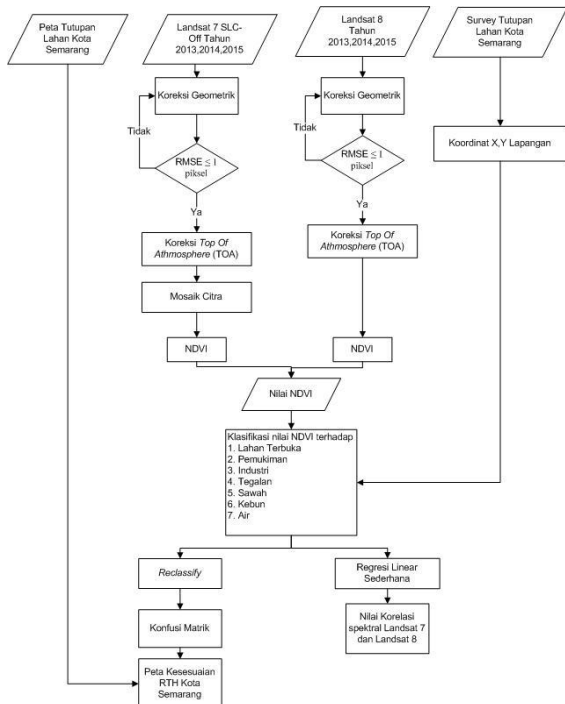 Peta Tutupan
Lahan Kota
Semarang
Landsat 7 SLC-
Off Tahun
2013,2014,2015
Landsat 8
Tahun
2013,2014,2015
Survey Tutupan
Lahan Kota
Semarang
Koreksi Geometrik
Koreksi Geometrik
Tidak
Tidak
Koordinat X,Y Lapangan
RMSE ≤ 1
piksel
RMSE ≤ 1
piksel
Ya
Ya
Koreksi Top Of
Athmosphere (TOA)
Koreksi Top Of
Athmosphere (TOA)
Mosaik Citra
NDVI
NDVI
Nilai NDVI
Klasifikasi nilai NDVI terhadap
1. Lahan Terbuka
2. Pemukiman
3. Industri
4. Tegalan
5. Sawah
6. Kebun
7. Air
Reclassify
Regresi Linear
Sederhana
Konfusi Matrik
Nilai Korelasi
spektral Landsat 7
dan Landsat 8
Peta Kesesuaian
RTH Kota
Semarang